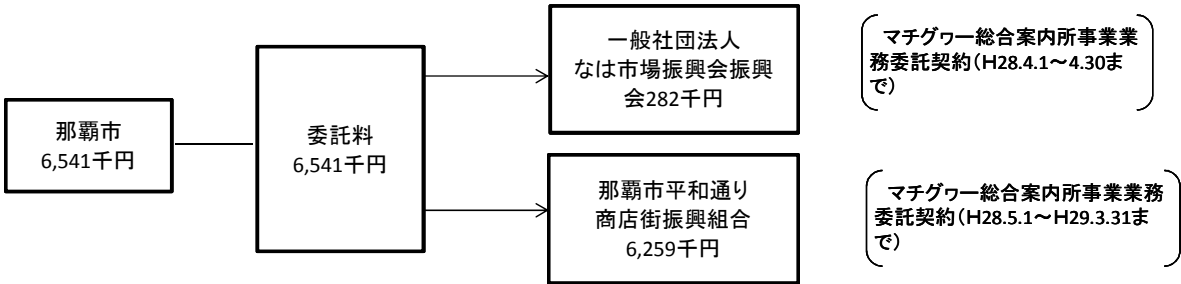 那覇市
6,541千円
委託料
6,541千円
一般社団法人
なは市場振興会振興
会282千円
マチグヮー総合案内所事業業
務委託契約（H28.4.1～4.30ま
で）
那覇市平和通り
商店街振興組合
6,259千円
マチグヮー総合案内所事業業務
委託契約（H28.5.1～H29.3.31ま
で）